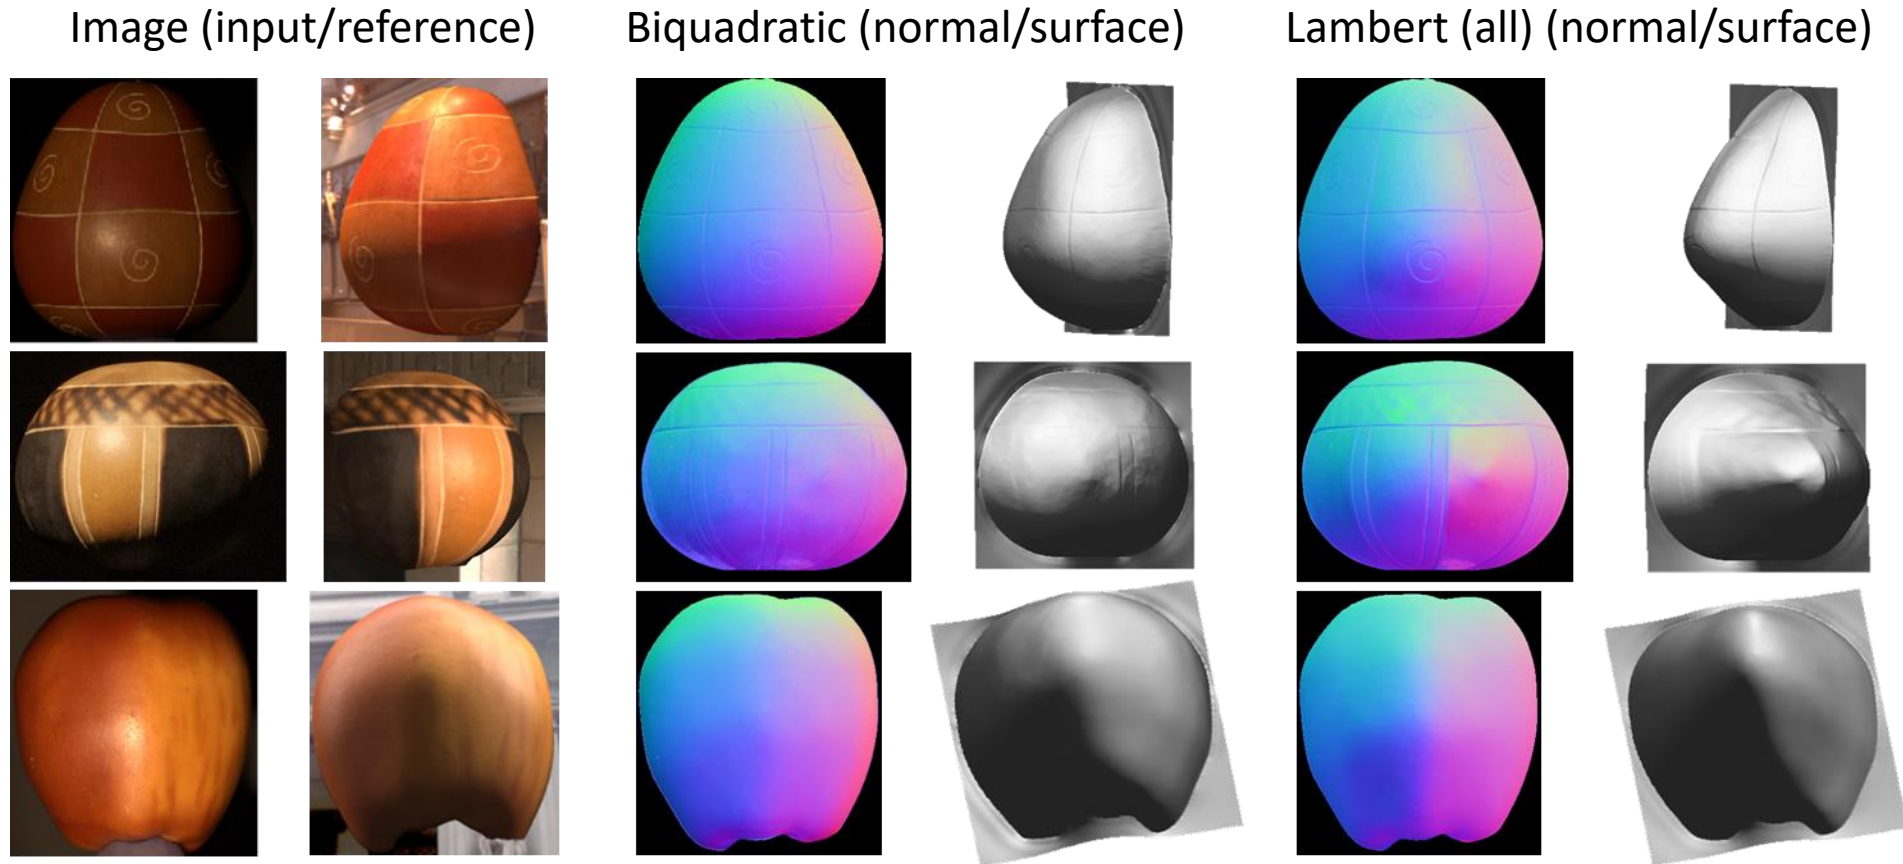 Image (input/reference)
Biquadratic (normal/surface)
Lambert (all) (normal/surface)